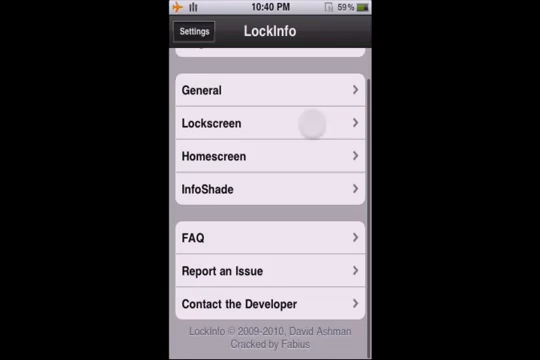 10:40 PM
59%
Settings
LockInfo
General
Lockscreen
Homescreen
InfoShade
FAQ
Report an Issue
Contact the Developer
LockInfo © 2009-2010, David Ashman
Cracked by Fabius